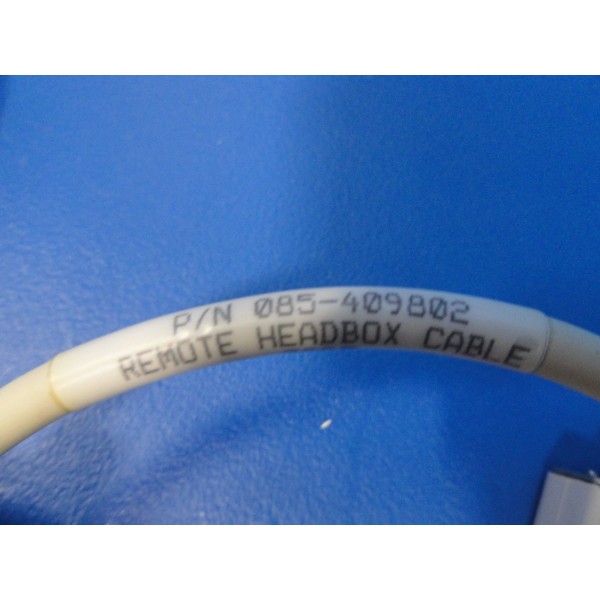 P/N 085-409802
REMOTE HEADBOX CABLE